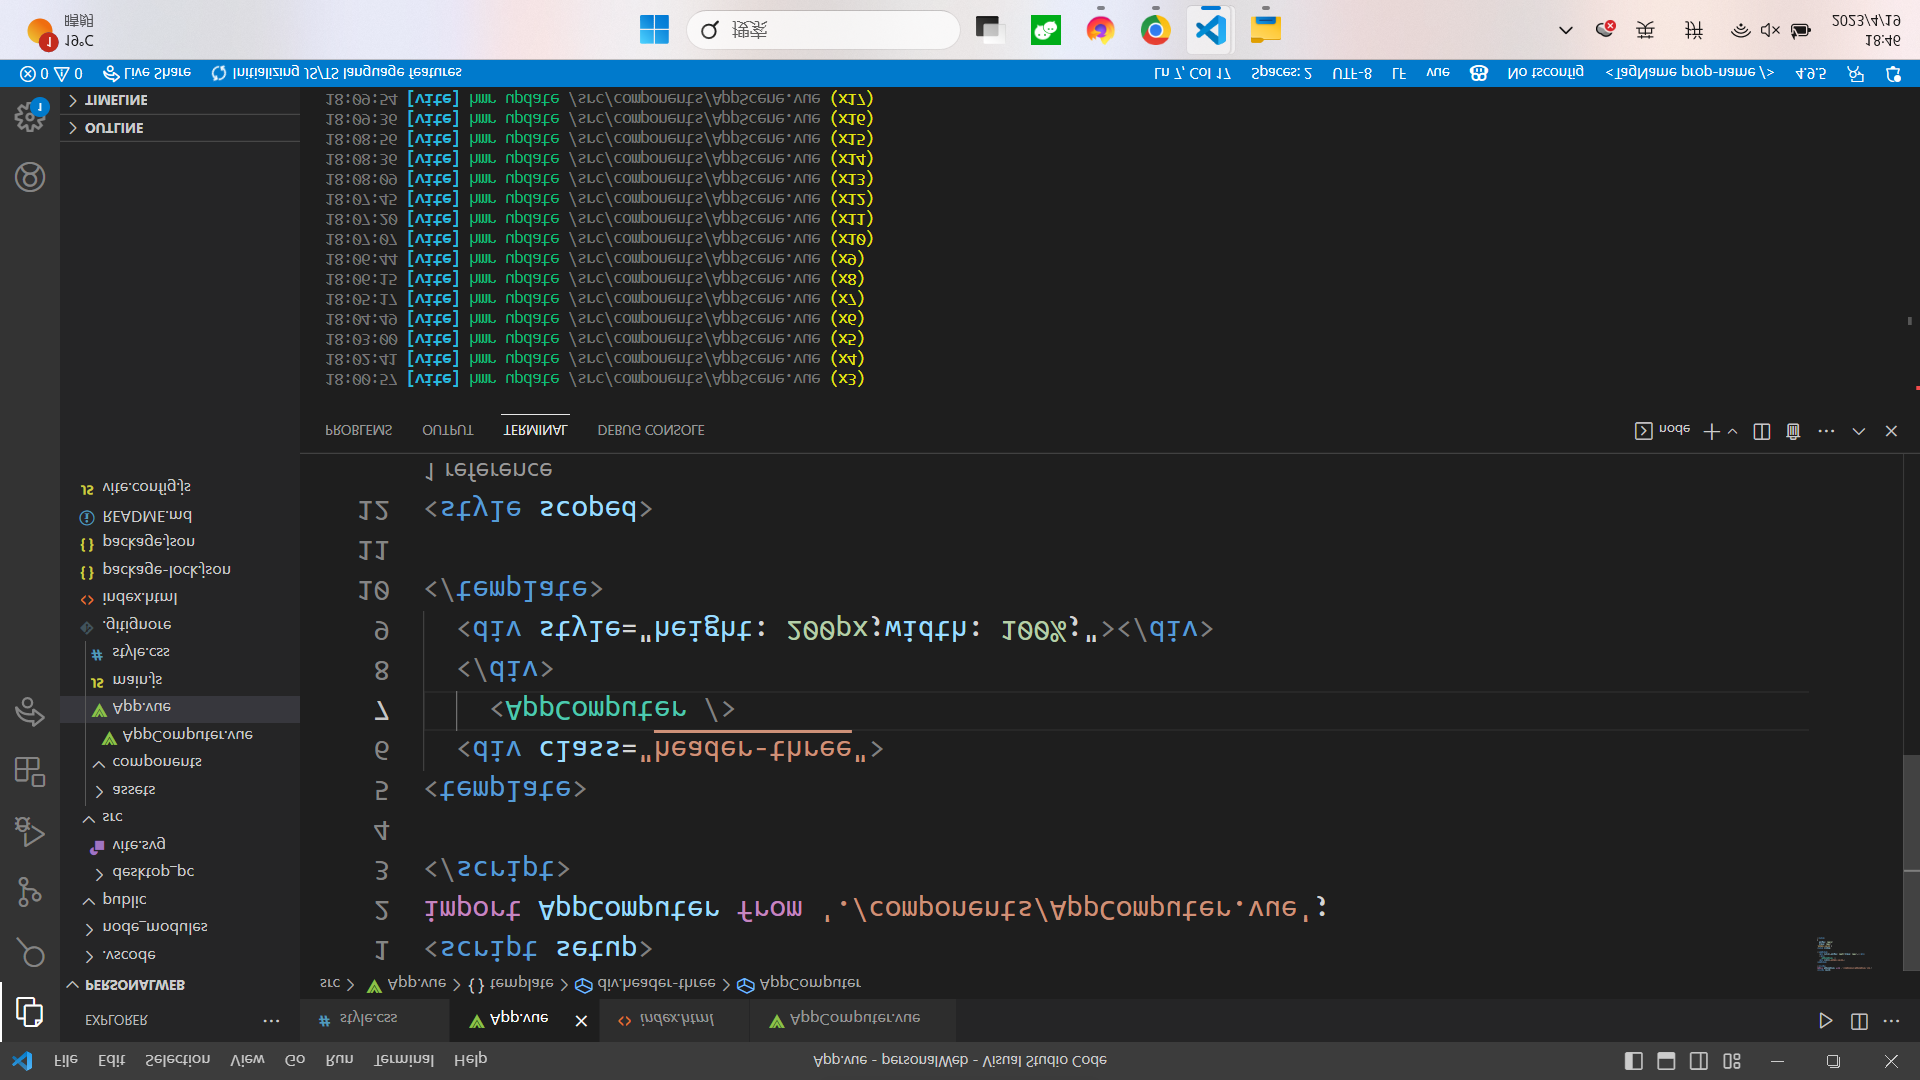 File Edit Selection View Go Run Terminal Help
App.vue - personalWeb - Visual Studio Code
EXPLORER
PERSONALWEB
.vscode
node_modules
public
desktop_pc
vite.svg
src
assets
components
AppComputer.vue
App.vue
main.js
style.css
.gitignore
index.html
package-lock.json
package.json
README.md
vite.config.js
OUTLINE
TIMELINE
style.css
App.vue
index.html
AppComputer.vue
src > App.vue > {} template > div.header-three > AppComputer
1 <script setup>
2 import AppComputer from './components/AppComputer.vue';
3 </script>
4
5 <template>
6 <div class="header-three">
7 <AppComputer />
8 </div>
9 <div style="height: 200px;width: 100%;"></div>
10 </template>
11
12 <style scoped>
1 reference
PROBLEMS OUTPUT TERMINAL DEBUG CONSOLE
node
18:00:57 [vite] hmr update /src/components/AppScene.vue (x3)
18:02:41 [vite] hmr update /src/components/AppScene.vue (x4)
18:03:00 [vite] hmr update /src/components/AppScene.vue (x5)
18:04:49 [vite] hmr update /src/components/AppScene.vue (x6)
18:05:17 [vite] hmr update /src/components/AppScene.vue (x7)
18:06:15 [vite] hmr update /src/components/AppScene.vue (x8)
18:06:44 [vite] hmr update /src/components/AppScene.vue (x9)
18:07:07 [vite] hmr update /src/components/AppScene.vue (x10)
18:07:20 [vite] hmr update /src/components/AppScene.vue (x11)
18:07:45 [vite] hmr update /src/components/AppScene.vue (x12)
18:08:09 [vite] hmr update /src/components/AppScene.vue (x13)
18:08:36 [vite] hmr update /src/components/AppScene.vue (x14)
18:08:56 [vite] hmr update /src/components/AppScene.vue (x15)
18:09:36 [vite] hmr update /src/components/AppScene.vue (x16)
18:09:54 [vite] hmr update /src/components/AppScene.vue (x17)
0 0 Live Share Initializing JS/TS language features
Ln 7, Col 17 Spaces: 2 UTF-8 LF vue No tsconfig <TagName prop-name /> 4.9.5
1
19°C
晴朗
搜索
英 拼
18:46
2023/4/19